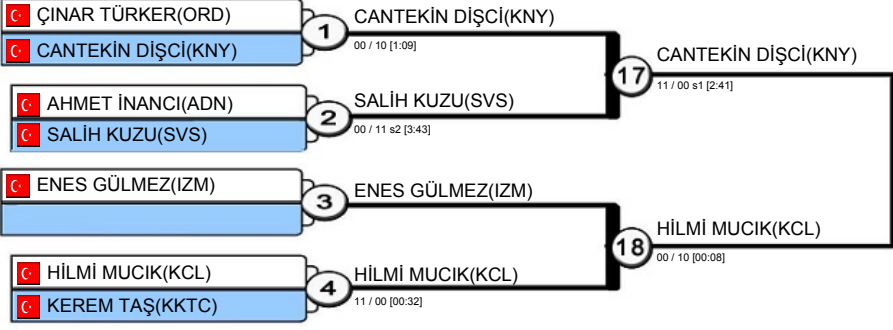 ÇINAR TÜRKER(ORD)
CANTEKİN DİŞCİ(KNY)
1
CANTEKİN DİŞCİ(KNY)
00 / 10 [1:09]
AHMET İNANCI(ADN)
SALİH KUZU(SVS)
2
SALİH KUZU(SVS)
00 / 11 s2 [3:43]
17
CANTEKİN DİŞCİ(KNY)
11 / 00 s1 [2:41]
ENES GÜLMEZ(IZM)
3
ENES GÜLMEZ(IZM)
HİLMİ MUCIK(KCL)
KEREM TAŞ(KKTC)
4
HİLMİ MUCIK(KCL)
11 / 00 [00:32]
18
HİLMİ MUCIK(KCL)
00 / 10 [00:08]